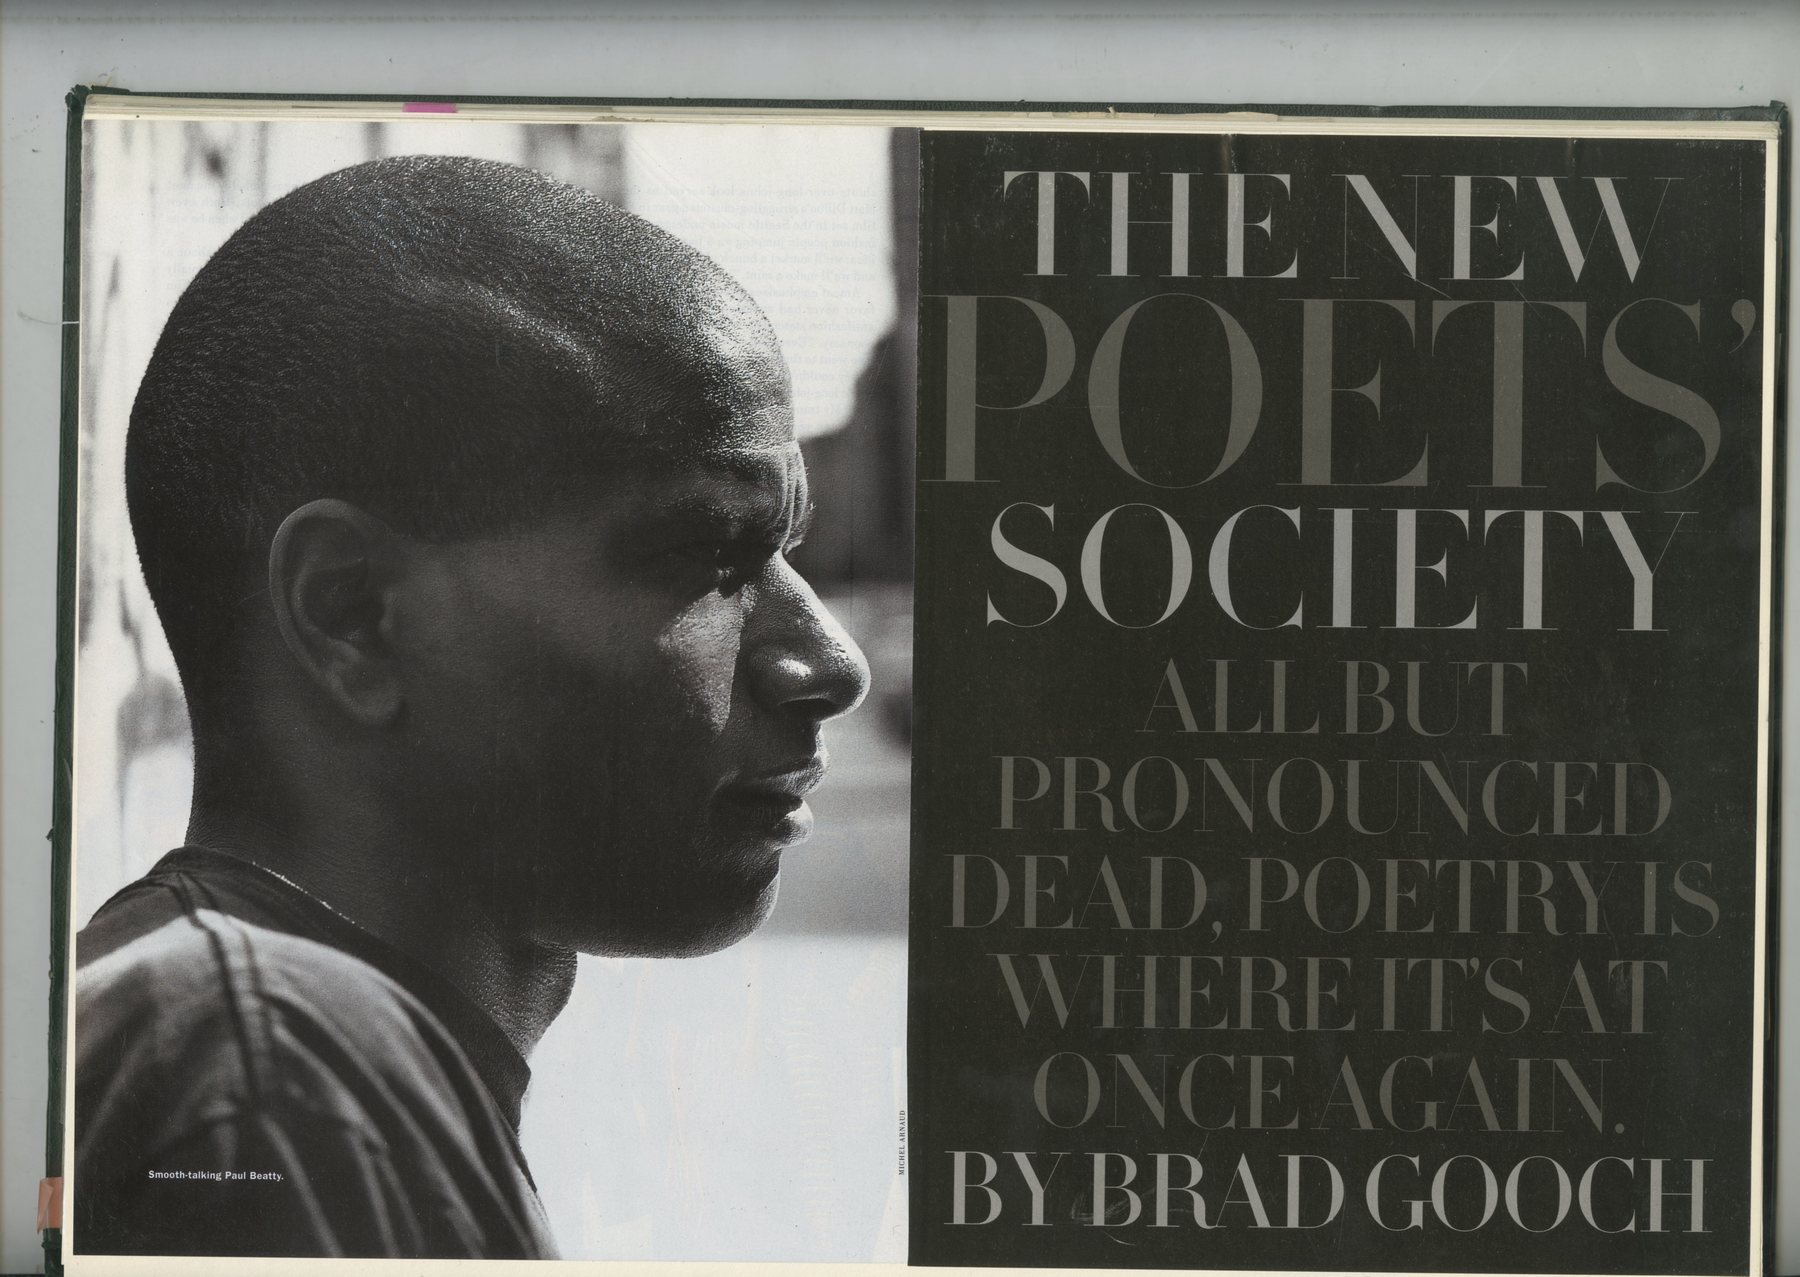 Smooth-talking Paul Beatty.
MICHEL ARNAUD
THE NEW
POETS'
SOCIETY
ALL BUT
PRONOUNCED
DEAD, POETRY IS
WHERE IT'S AT
ONCE AGAIN.
BY BRAD GOOCH